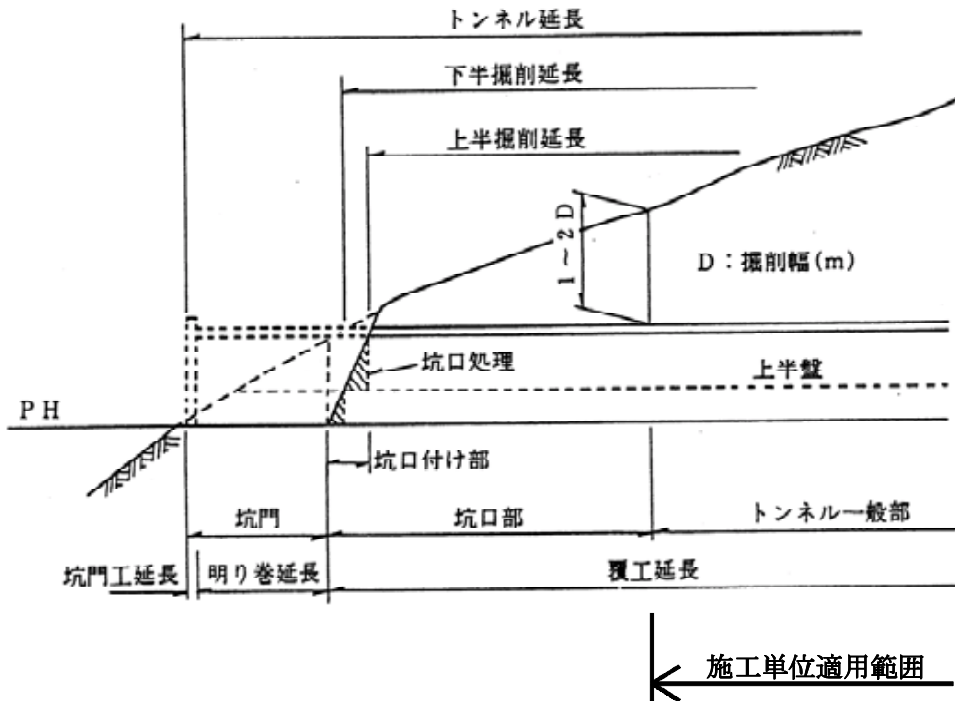 トンネル延長
下半掘削延長
上半掘削延長
1～2D
D：掘削幅(m)
坑口処理
上半盤
PH
坑口付け部
坑門
坑口部
トンネル一般部
坑門工延長
明り巻延長
覆工延長
施工単位適用範囲